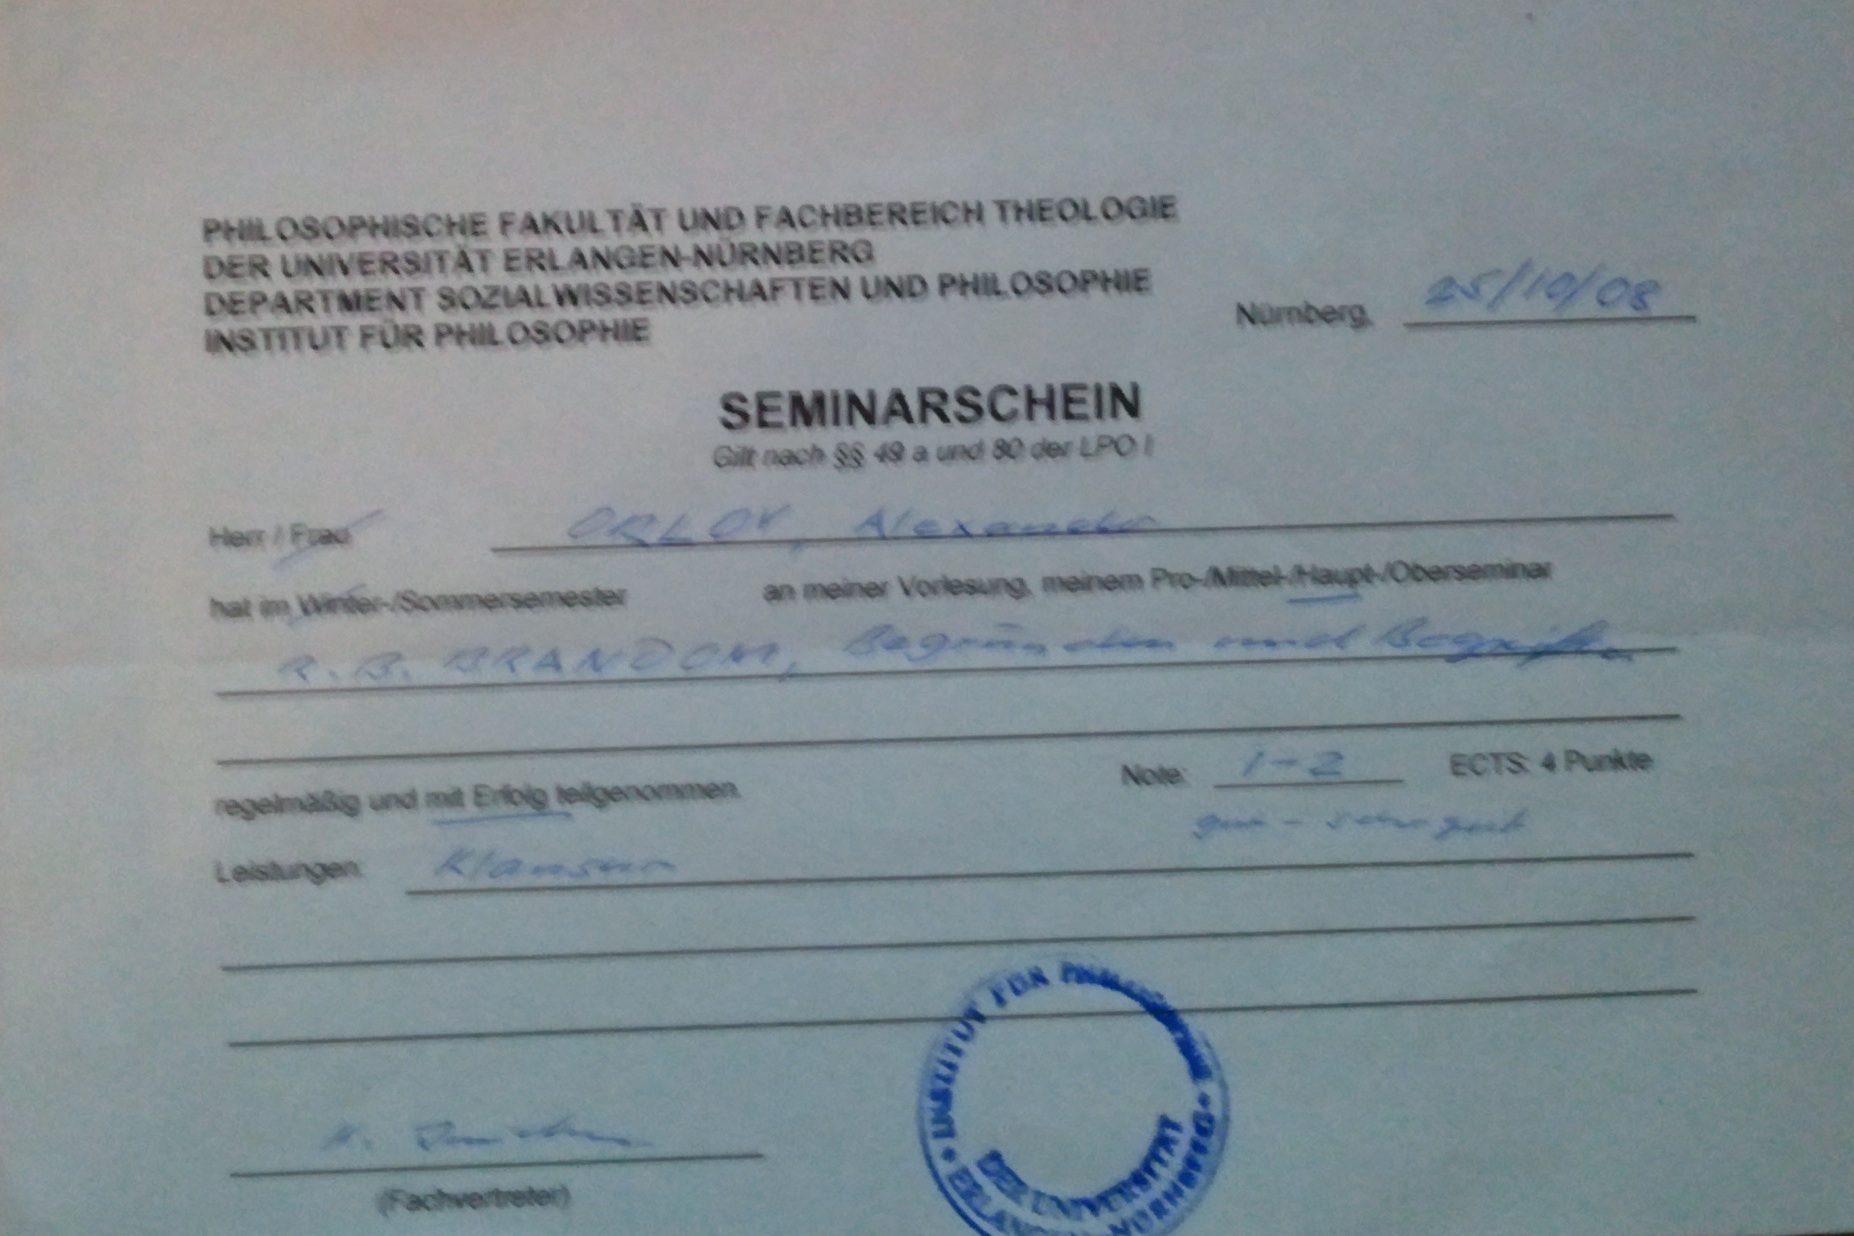 PHILOSOPHISCHE FAKULTÄT UND FACHBEREICH THEOLOGIE
DER UNIVERSITÄT ERLANGEN-NÜRNBERG
DEPARTMENT SOZIALWISSENSCHAFTEN UND PHILOSOPHIE
INSTITUT FÜR PHILOSOPHIE
Nürnberg, 25/10/08
SEMINARSCHEIN
Gilt nach §§ 49 a und 80 der LPO I
Herr / Frau ORLOV, Alexander
hat im Winter-/Sommersemester an meiner Vorlesung, meinem Pro-/Mittel-/Haupt-/Oberseminar
R. B. BRANDOM, Begründen und Begreifen
regelmäßig und mit Erfolg teilgenommen. Note: 1-2 ECTS: 4 Punkte
gut - sehr gut
Leistungen: Klausur
(Fachvertreter)
INSTITUT FÜR PHILOSOPHIE
DER UNIVERSITÄT
ERLANGEN-NÜRNBERG